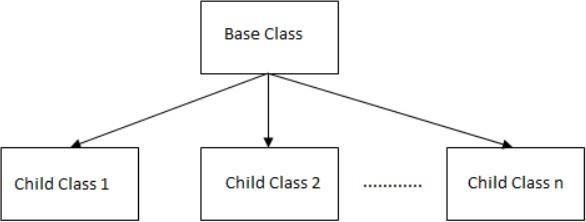 Base Class
Child Class 1
Child Class 2
............
Child Class n